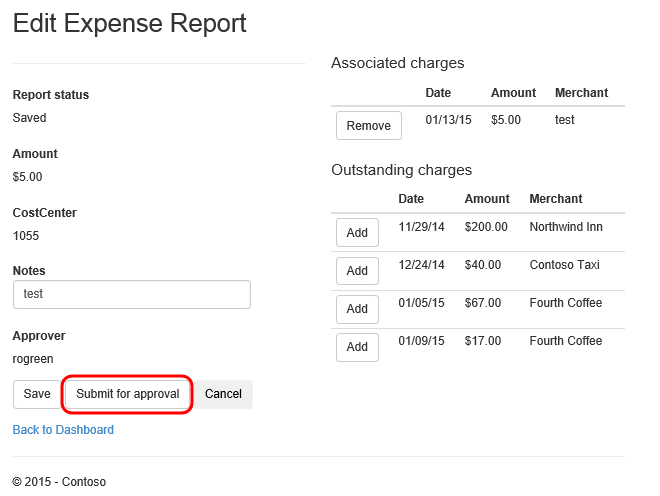 Edit Expense Report
Report status
Saved
Amount
$5.00
CostCenter
1055
Notes
test
Approver
rogreen
Save Submit for approval Cancel
Back to Dashboard
Associated charges
Date Amount Merchant
Remove 01/13/15 $5.00 test
Outstanding charges
Date Amount Merchant
Add 11/29/14 $200.00 Northwind Inn
Add 12/24/14 $40.00 Contoso Taxi
Add 01/05/15 $67.00 Fourth Coffee
Add 01/09/15 $17.00 Fourth Coffee
© 2015 - Contoso